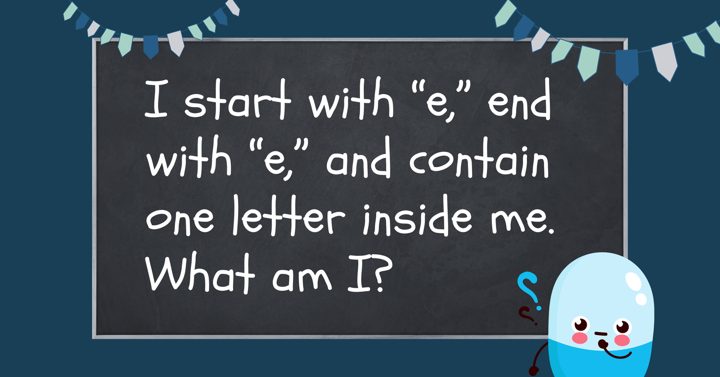 I start with “e,” end
with “e,” and contain
one letter inside me.
What am I?
??